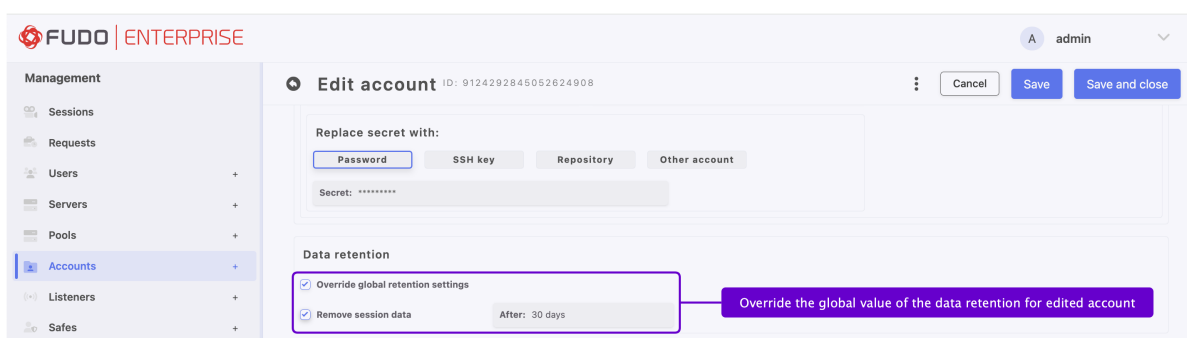 FUDO ENTERPRISE
A admin
Management
Edit account ID: 9124292845052624908
Cancel
Save
Save and close
Sessions
Requests
Users +
Servers +
Pools +
Accounts +
Listeners +
Safes +
Replace secret with:
Password
SSH key
Repository
Other account
Secret: *********
Data retention
Override global retention settings
Remove session data
After: 30 days
Override the global value of the data retention for edited account